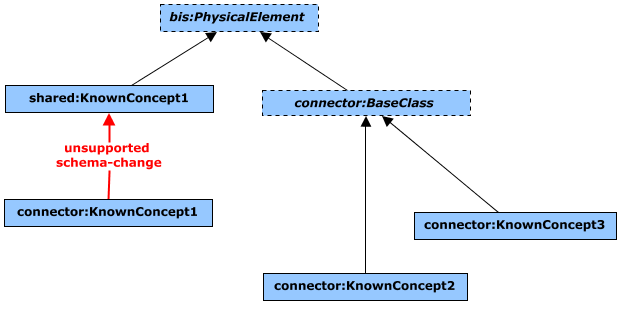 bis:PhysicalElement
shared:KnownConcept1
connector:BaseClass
unsupported
schema-change
connector:KnownConcept1
connector:KnownConcept3
connector:KnownConcept2